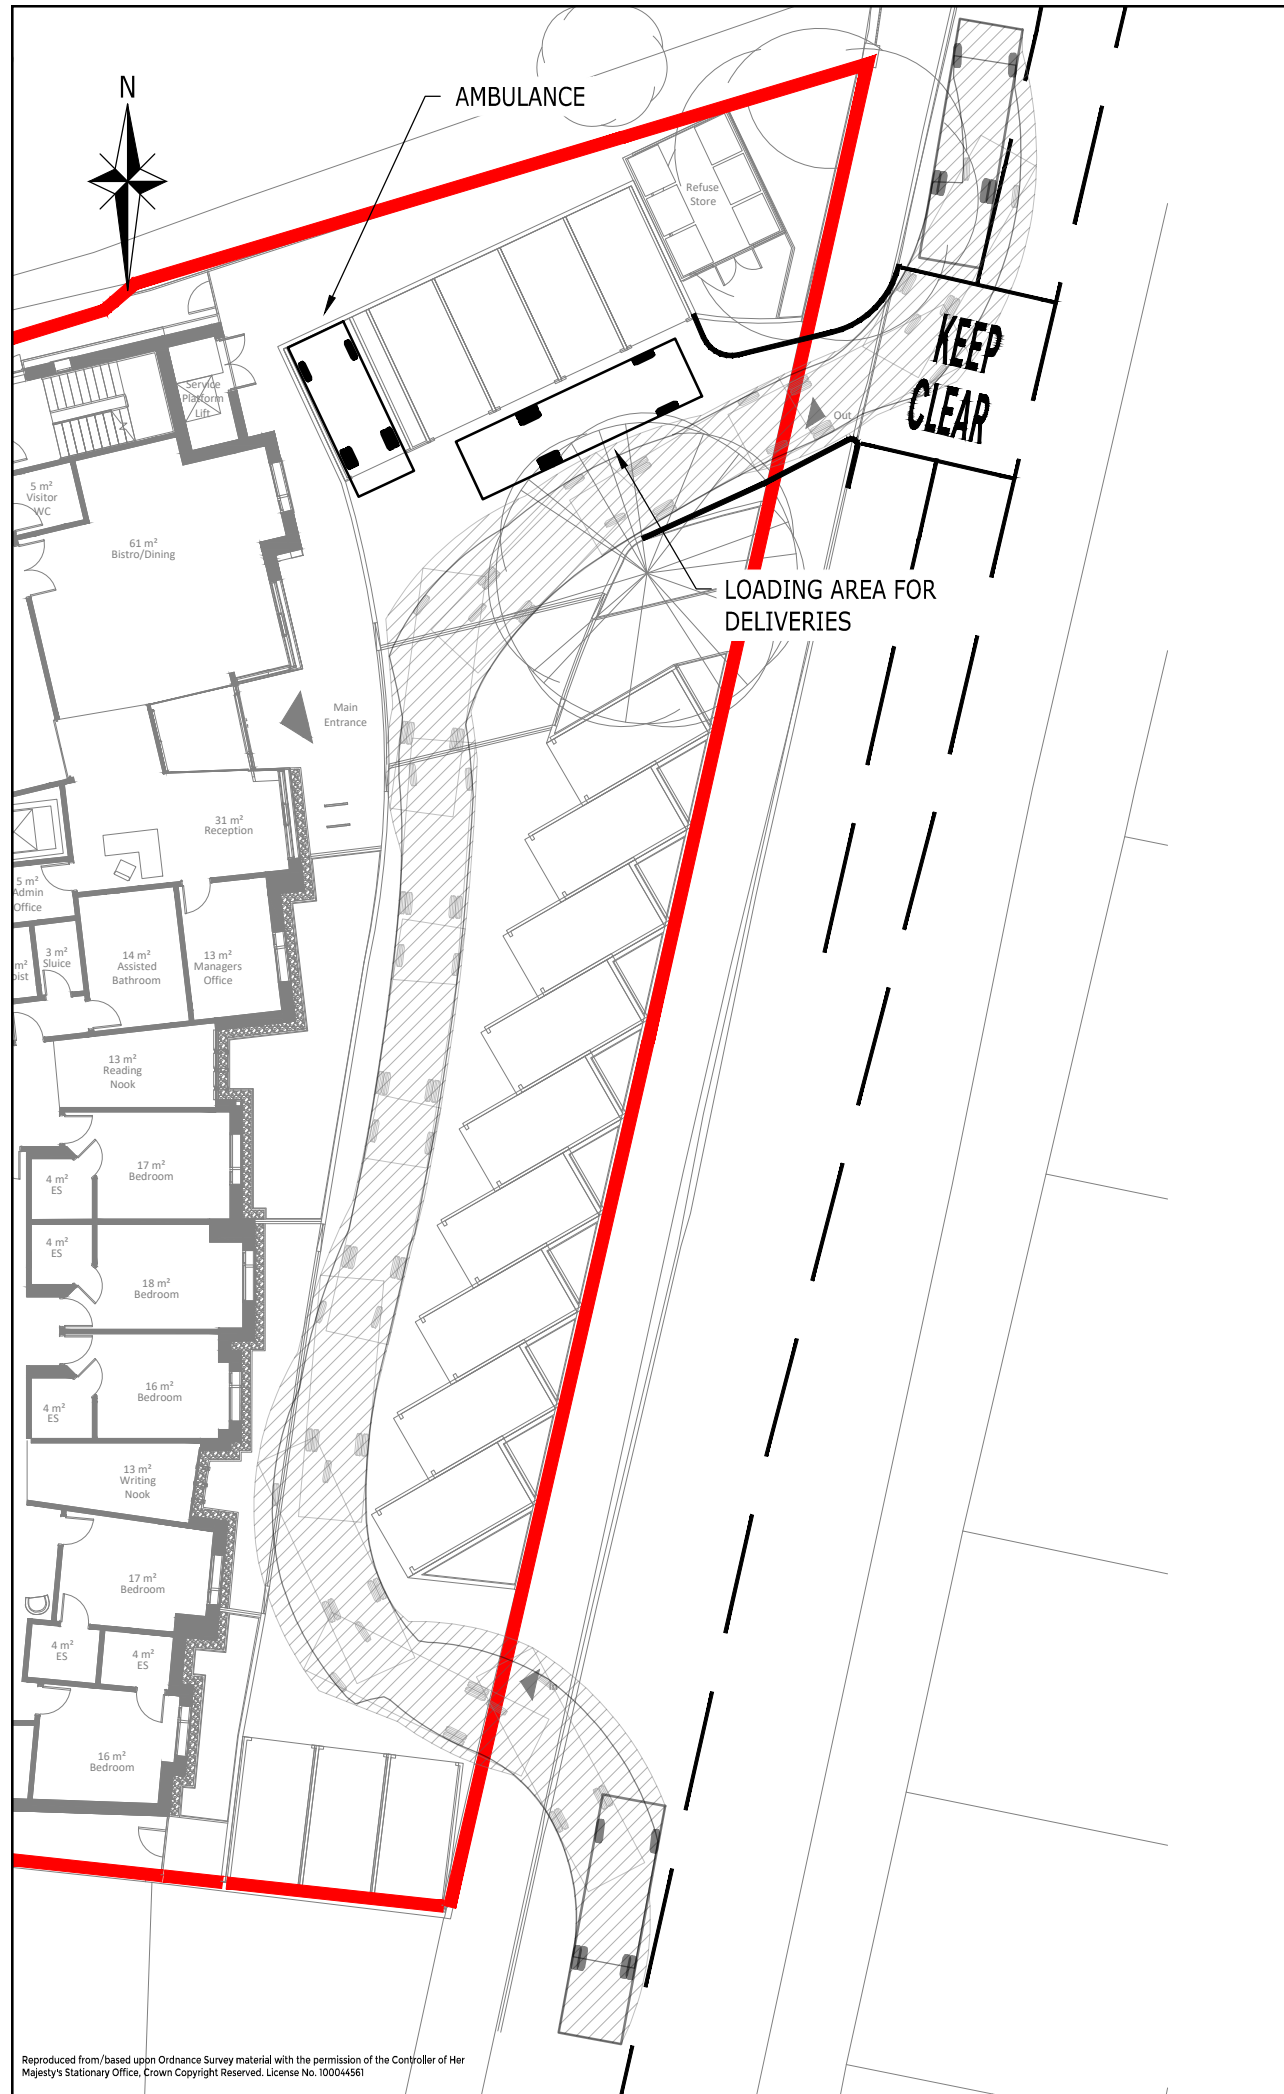 N
AMBULANCE
Refuse
Store
KEEP
CLEAR
Out
Service
Platform
Lift
5 m²
Visitor
WC
61 m²
Bistro/Dining
LOADING AREA FOR
DELIVERIES
Main
Entrance
31 m²
Reception
5 m²
Admin
Office
3 m²
Sluice
14 m²
Assisted
Bathroom
13 m²
Managers
Office
13 m²
Reading
Nook
17 m²
Bedroom
4 m²
ES
4 m²
ES
18 m²
Bedroom
16 m²
Bedroom
4 m²
ES
13 m²
Writing
Nook
17 m²
Bedroom
4 m²
ES
4 m²
ES
16 m²
Bedroom
Reproduced from/based upon Ordnance Survey material with the permission of the Controller of Her
Majesty's Stationary Office, Crown Copyright Reserved. License No. 100044561